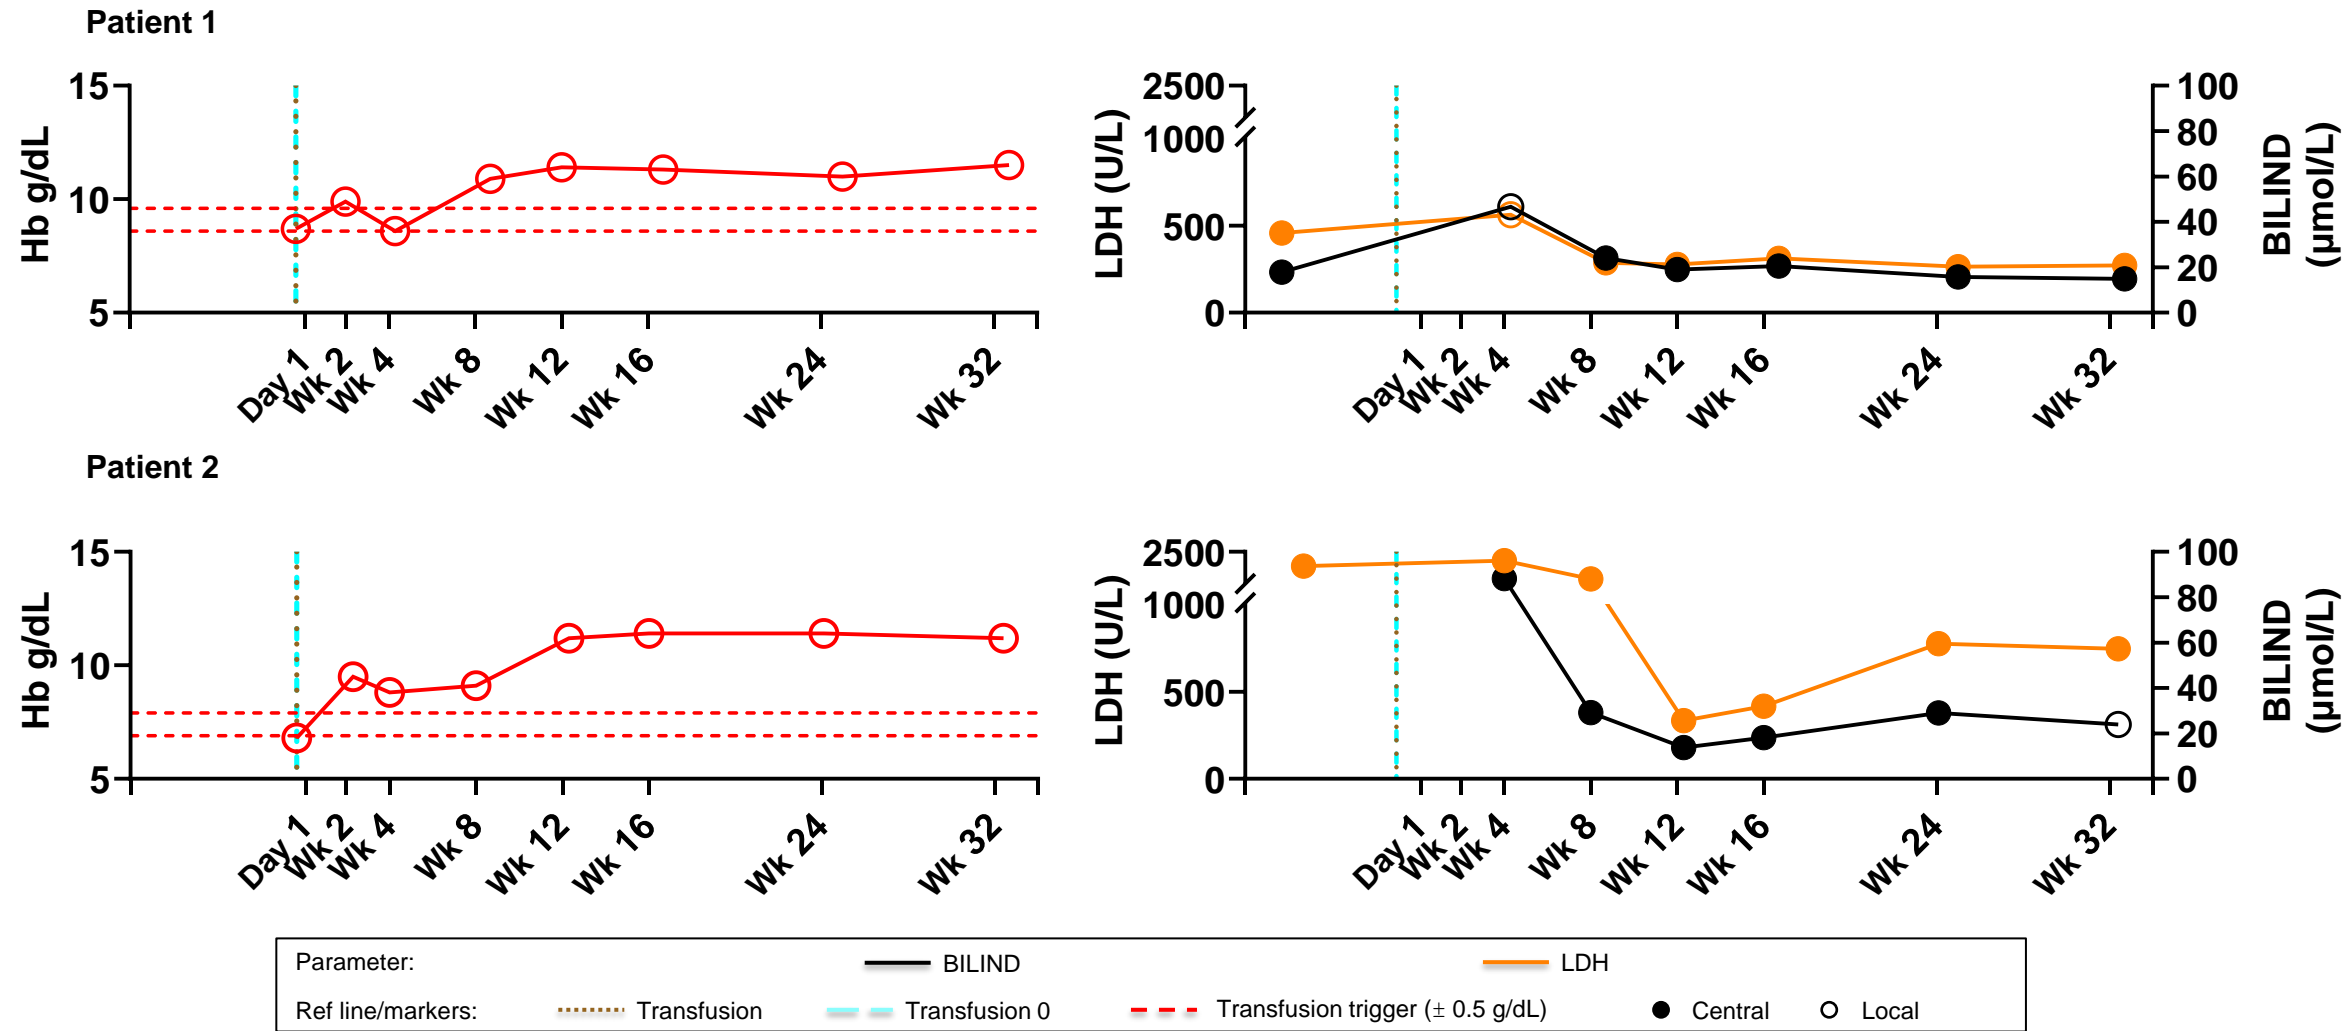 Patient 1
15
10
5
Hb g/dL
Day 1
Wk 2
Wk 4
Wk 8
Wk 12
Wk 16
Wk 24
Wk 32
2500
1000
500
0
LDH (U/L)
100
80
60
40
20
0
BILIND
(µmol/L)
Day 1
Wk 2
Wk 4
Wk 8
Wk 12
Wk 16
Wk 24
Wk 32
Patient 2
15
10
5
Hb g/dL
Day 1
Wk 2
Wk 4
Wk 8
Wk 12
Wk 16
Wk 24
Wk 32
2500
1000
500
0
LDH (U/L)
100
80
60
40
20
0
BILIND
(µmol/L)
Day 1
Wk 2
Wk 4
Wk 8
Wk 12
Wk 16
Wk 24
Wk 32
Parameter: BILIND LDH
Ref line/markers: Transfusion Transfusion 0 Transfusion trigger (± 0.5 g/dL) Central Local